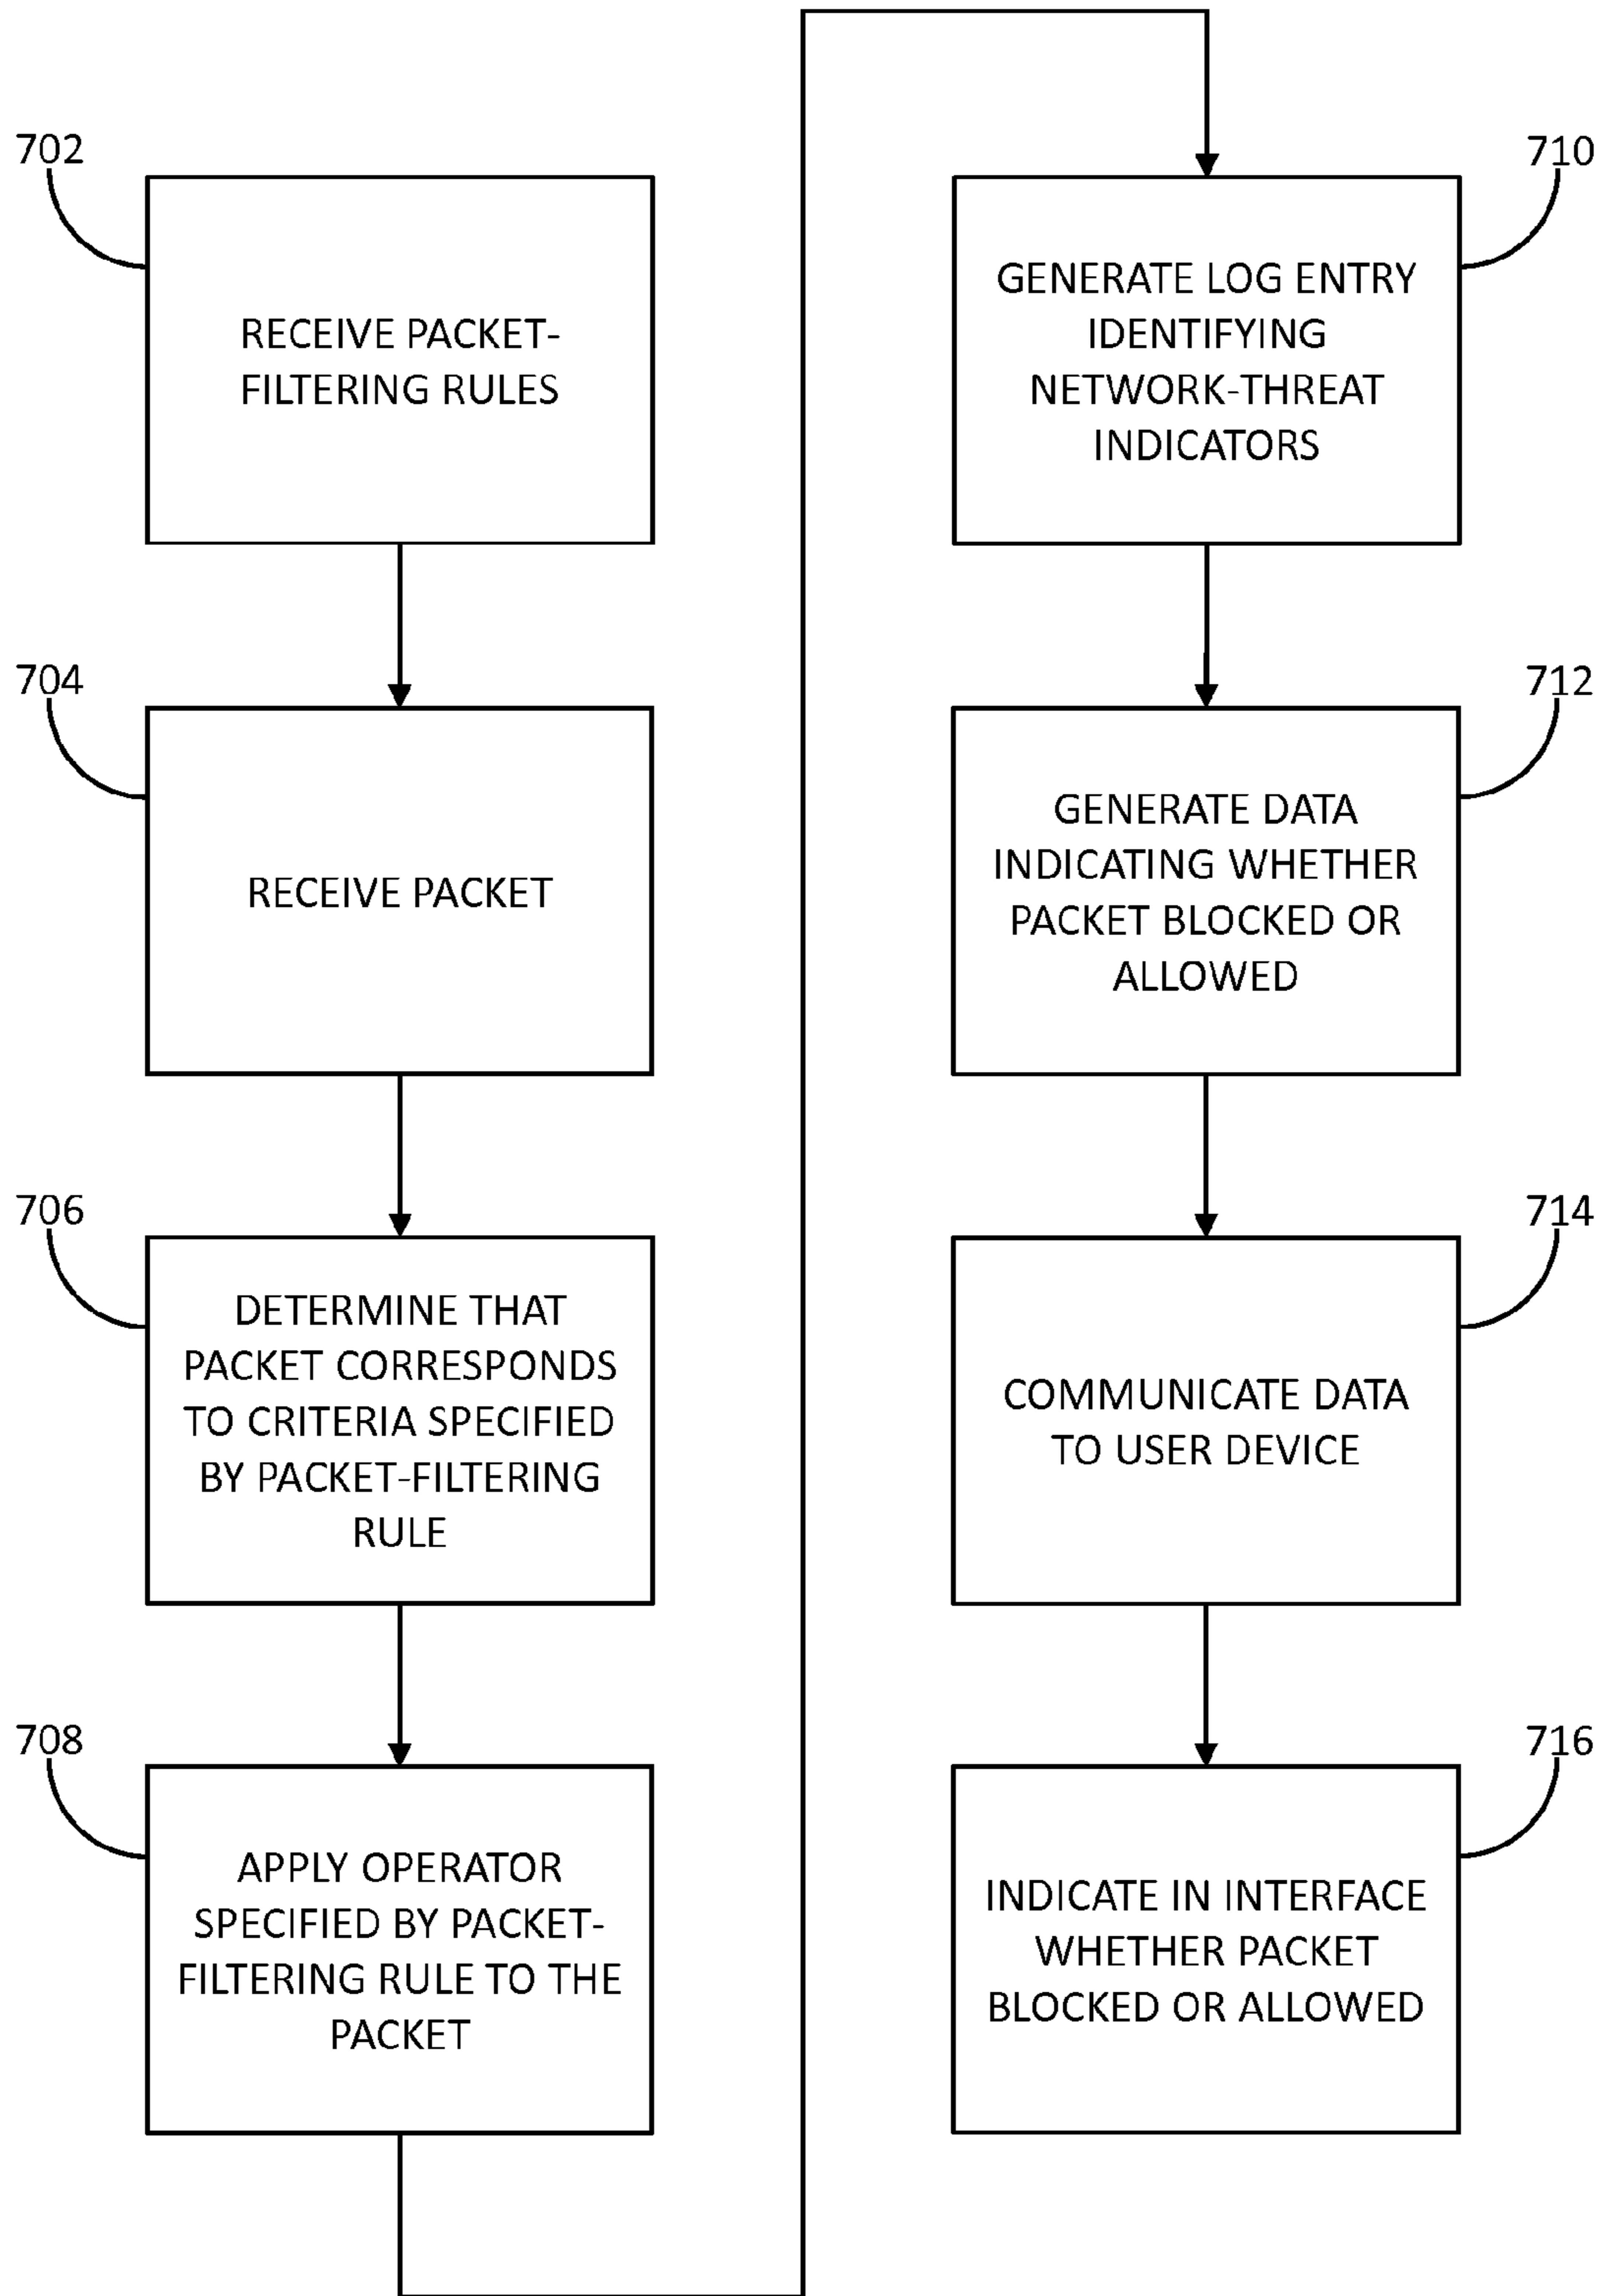 702
RECEIVE PACKET-
FILTERING RULES
704
RECEIVE PACKET
706
DETERMINE THAT
PACKET CORRESPONDS
TO CRITERIA SPECIFIED
BY PACKET-FILTERING
RULE
708
APPLY OPERATOR
SPECIFIED BY PACKET-
FILTERING RULE TO THE
PACKET
710
GENERATE LOG ENTRY
IDENTIFYING
NETWORK-THREAT
INDICATORS
712
GENERATE DATA
INDICATING WHETHER
PACKET BLOCKED OR
ALLOWED
714
COMMUNICATE DATA
TO USER DEVICE
716
INDICATE IN INTERFACE
WHETHER PACKET
BLOCKED OR ALLOWED